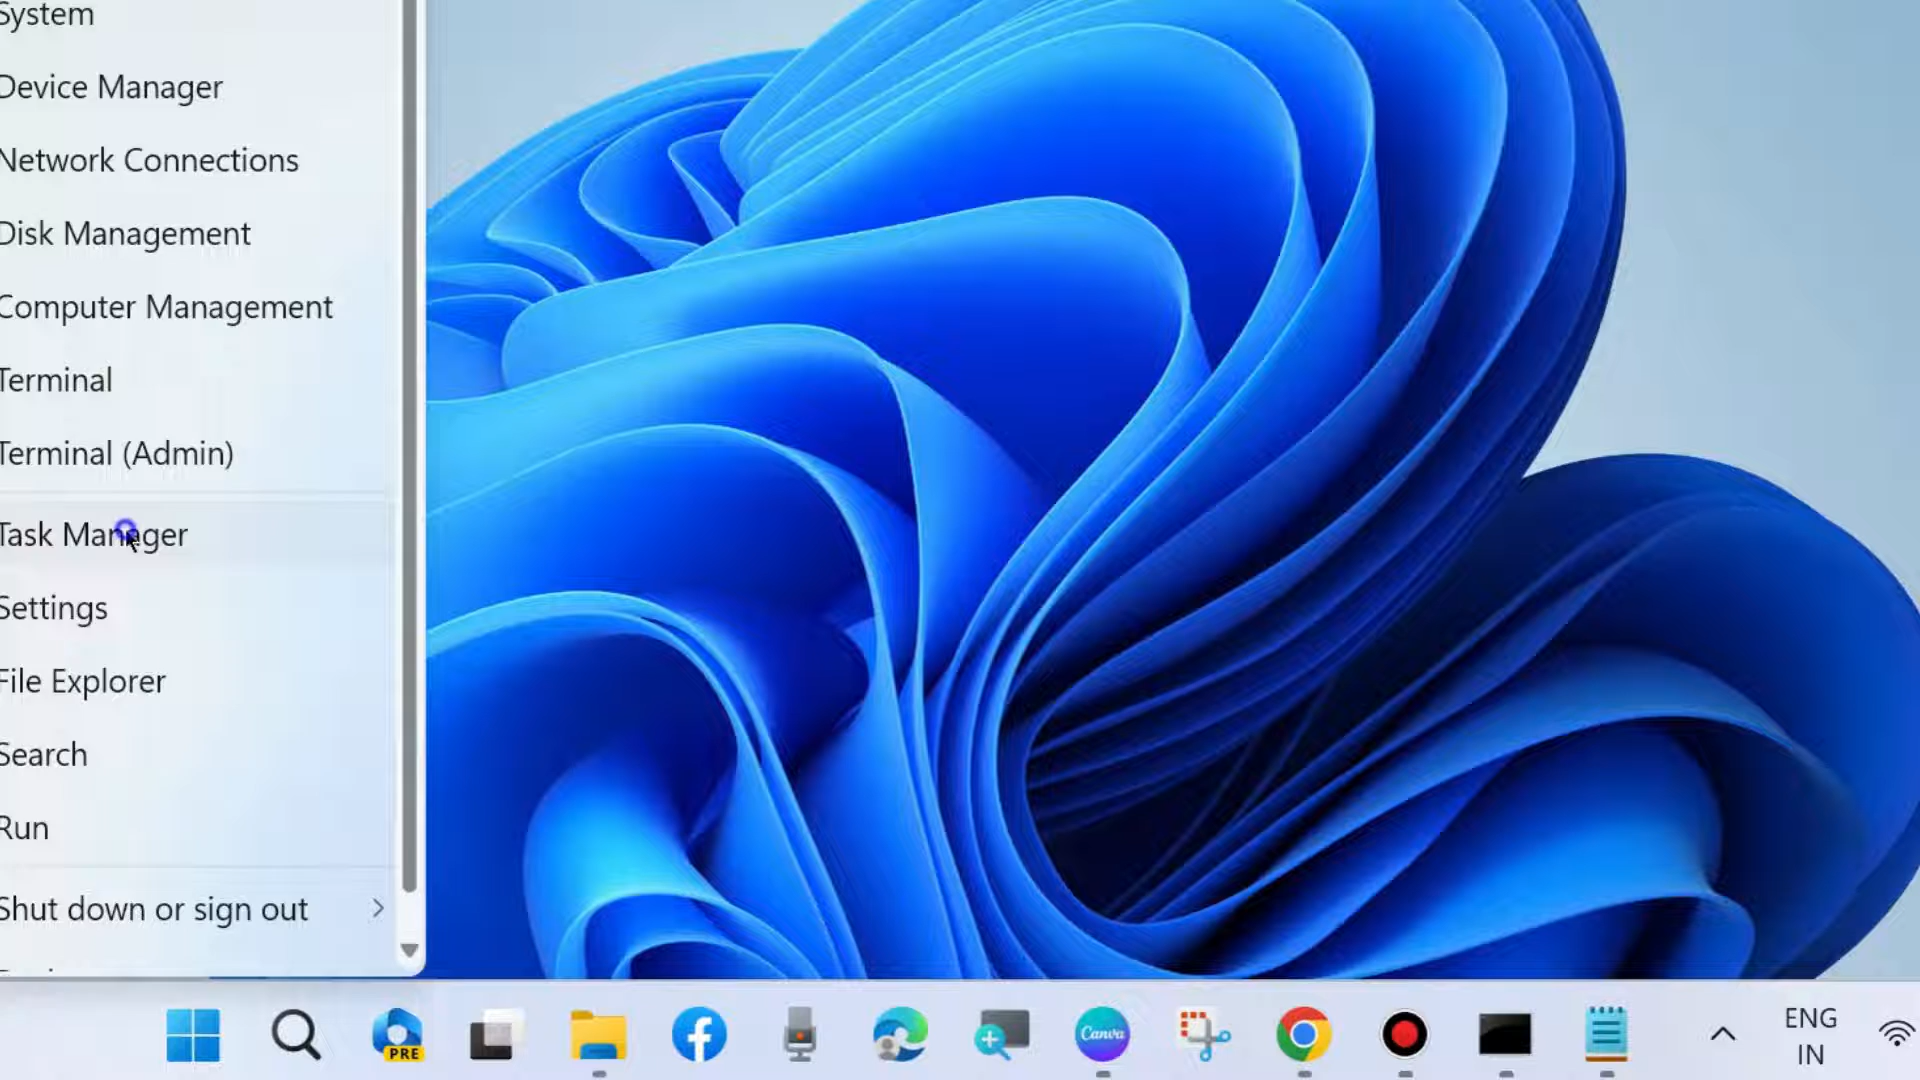 System
Device Manager
Network Connections
Disk Management
Computer Management
Terminal
Terminal (Admin)
Task Manager
Settings
File Explorer
Search
Run
Shut down or sign out
PRE
Canva
ENG
IN